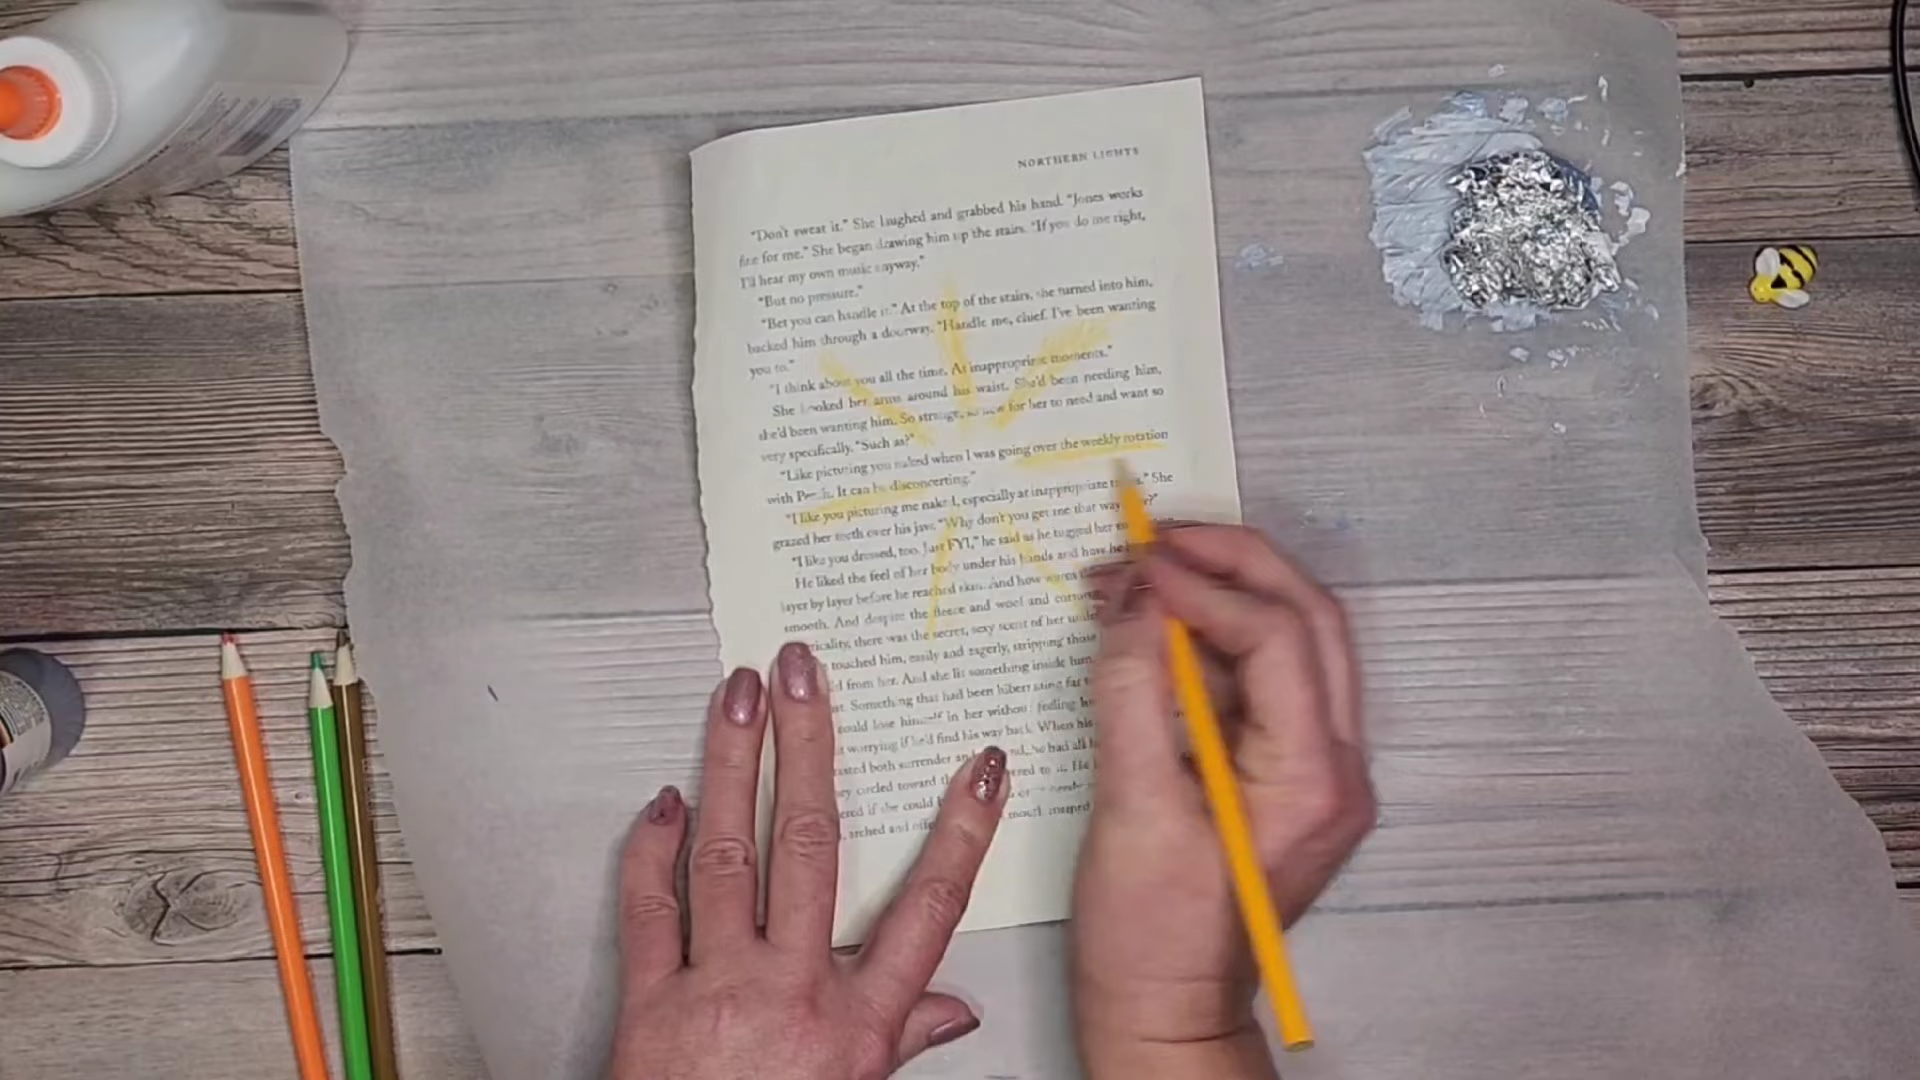 NORTHERN LIGHTS
"Don't sweat it." She laughed and grabbed his hand. "Jones works
fine for me." She began drawing him up the stairs. "If you do me right,
I'll hear my own music anyway."
"But no pressure."
"Bet you can handle it." At the top of the stairs, she turned into him,
backed him through a doorway. "Handle me, chief. I've been wanting
you to."
"I think about you all the time. At inappropriate moments."
She hooked her arms around his waist. She'd been needing him,
she'd been wanting him. So strange, so new for her to need and want so
very specifically. "Such as?"
"Like picturing you naked when I was going over the weekly rotation
with Peach. It can be disconcerting."
"I like you picturing me naked, especially at inappropriate" She
grazed her teeth over his jaw. "Why don't you get me that way
"I like you dressed, too. Just FYI," he said as he tugged her
He liked the feel of her body under his hands and how he
layer by layer before he reached skin. And how warm
smooth. And despite the fleece and wool and cotton
there was the secret, sexy scent of her
touched him, easily and eagerly, stripping those
from her. And she lit something inside him
Something that had been hibernating far
could lose himself in her without feeling
worrying if he'd find his way back. When his
both surrender had all
circled toward to it. He
if she could
arched and